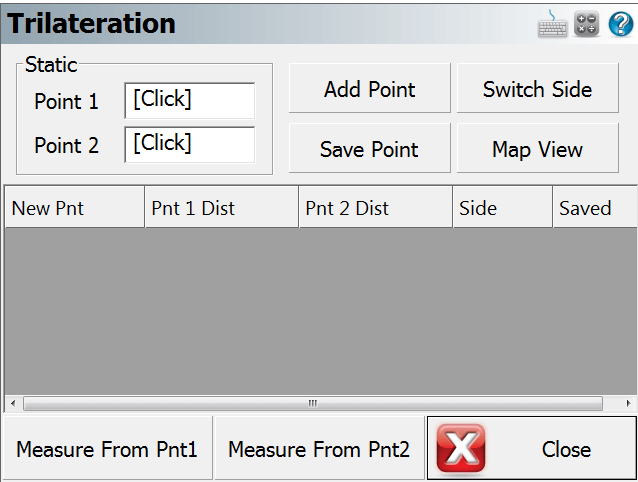 Trilateration
Static
Point 1 [Click]
Point 2 [Click]
Add Point
Switch Side
Save Point
Map View
New Pnt Pnt 1 Dist Pnt 2 Dist Side Saved
Measure From Pnt1
Measure From Pnt2
Close